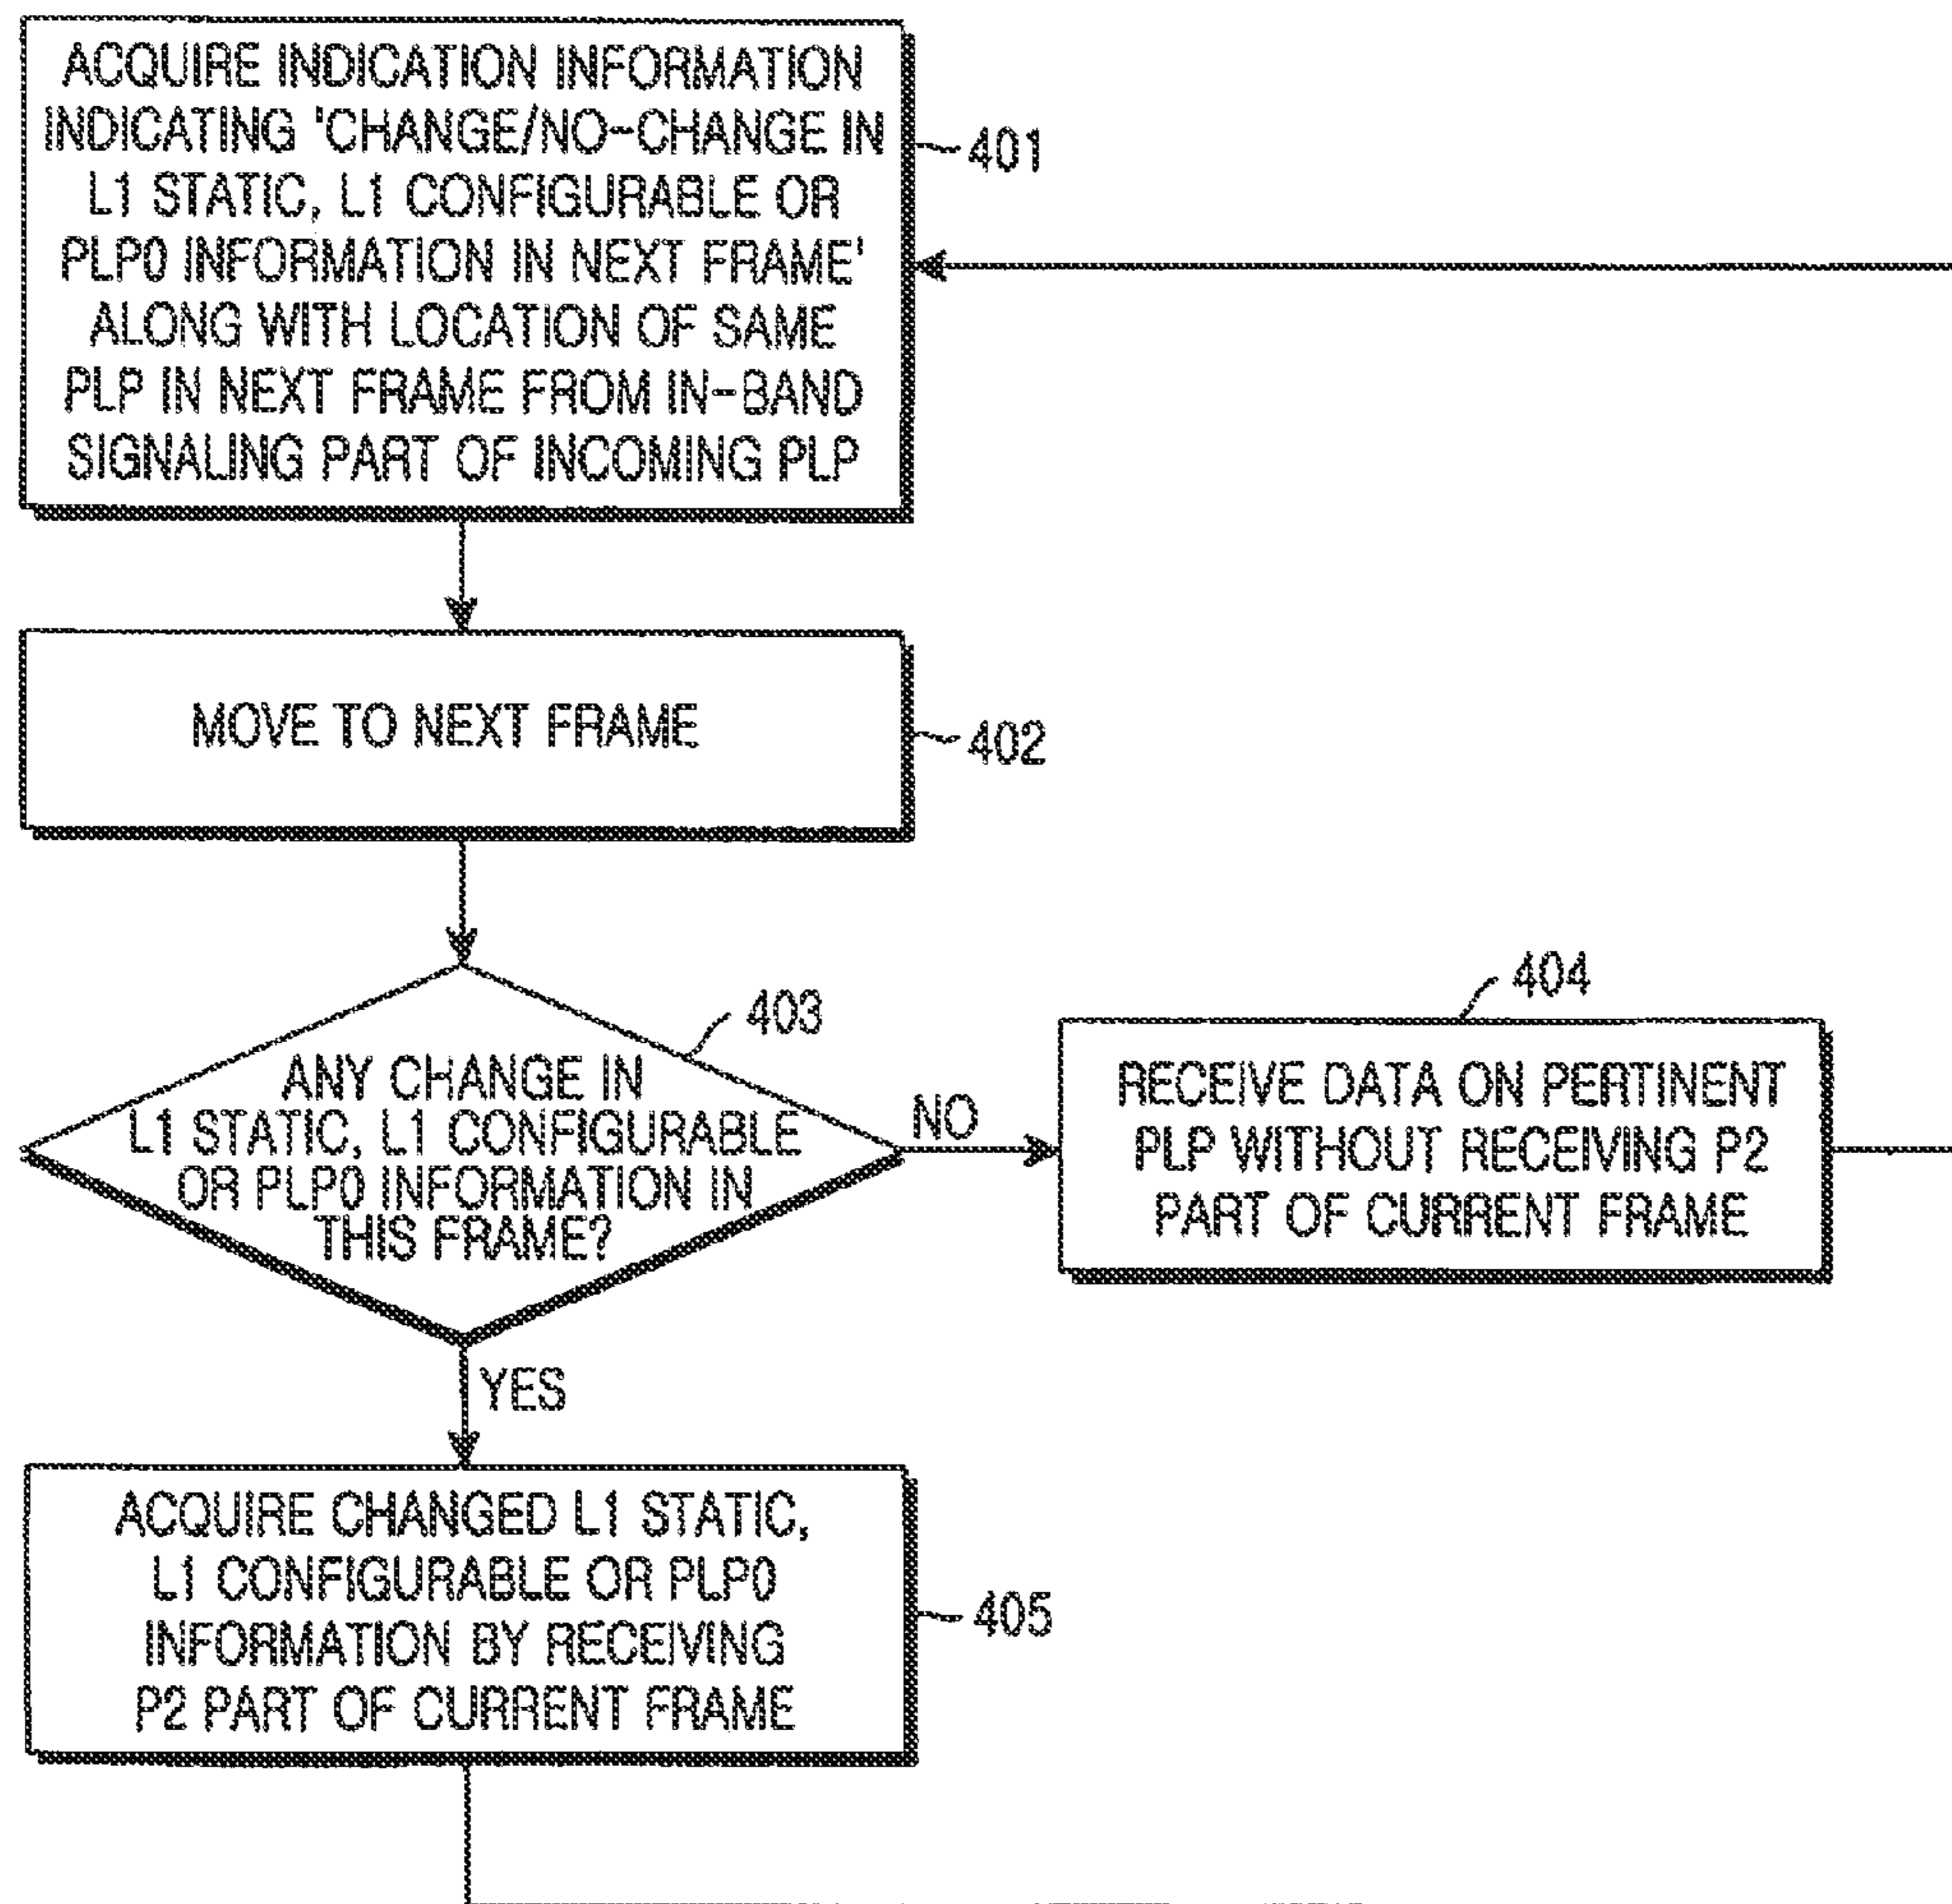 ACQUIRE INDICATION INFORMATION
INDICATING 'CHANGE/NO-CHANGE IN
L1 STATIC, L1 CONFIGURABLE OR
PLP0 INFORMATION IN NEXT FRAME'
ALONG WITH LOCATION OF SAME
PLP IN NEXT FRAME FROM IN-BAND
SIGNALING PART OF INCOMING PLP
401
MOVE TO NEXT FRAME
402
403
ANY CHANGE IN
L1 STATIC, L1 CONFIGURABLE
OR PLP0 INFORMATION IN
THIS FRAME?
NO
404
RECEIVE DATA ON PERTINENT
PLP WITHOUT RECEIVING P2
PART OF CURRENT FRAME
YES
ACQUIRE CHANGED L1 STATIC,
L1 CONFIGURABLE OR PLP0
INFORMATION BY RECEIVING
P2 PART OF CURRENT FRAME
405